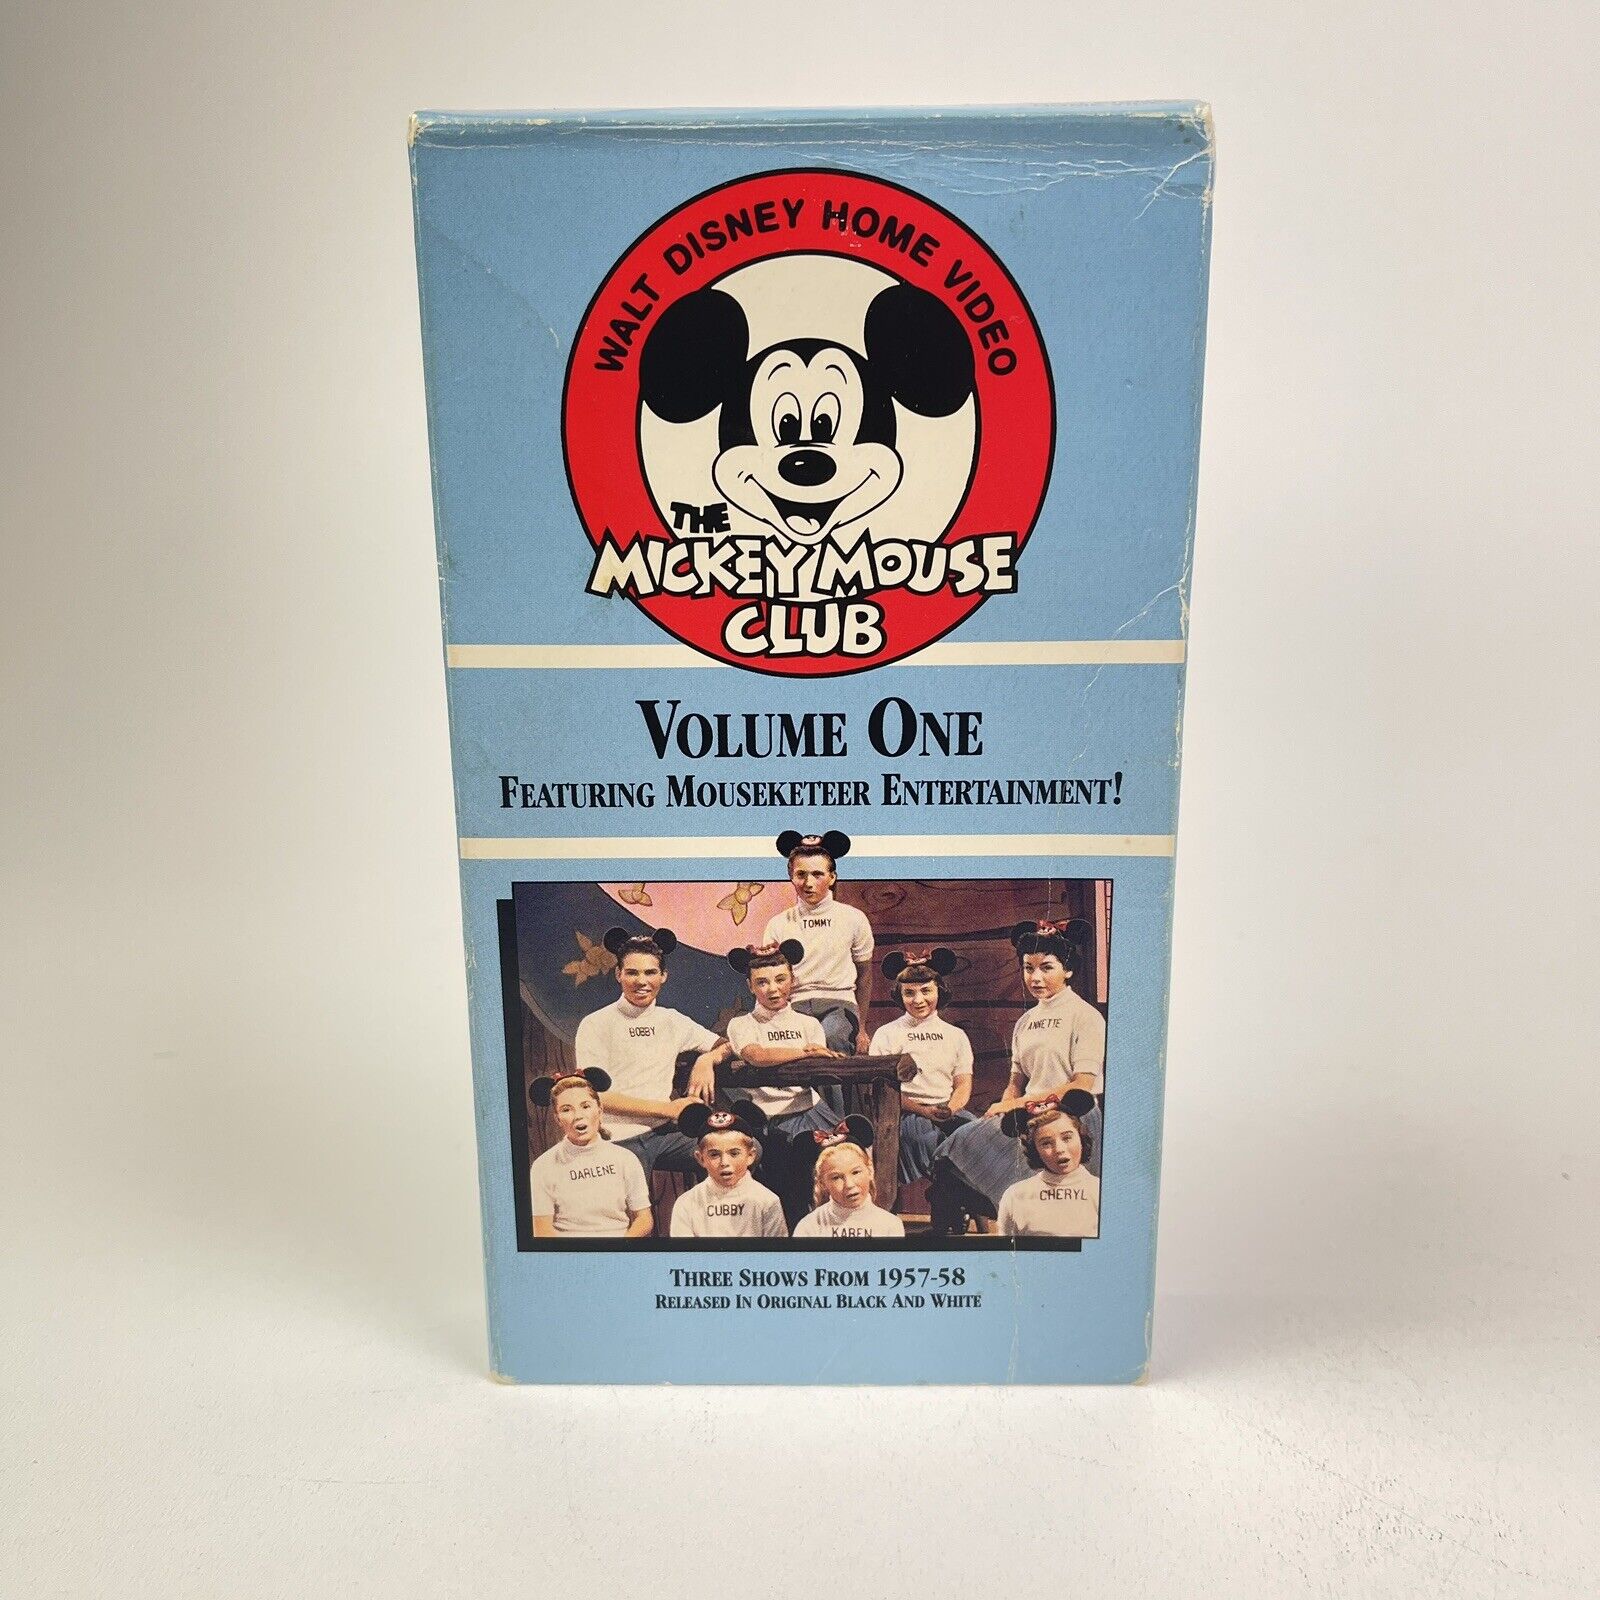 WALT DISNEY HOME VIDEO
THE
MICKEY MOUSE
CLUB
VOLUME ONE
FEATURING MOUSEKETEER ENTERTAINMENT!
TOMMY
BOBBY
DOREEN
SHARON
ANNETTE
DARLENE
CUBBY
KAREN
CHERYL
THREE SHOWS FROM 1957-58
RELEASED IN ORIGINAL BLACK AND WHITE